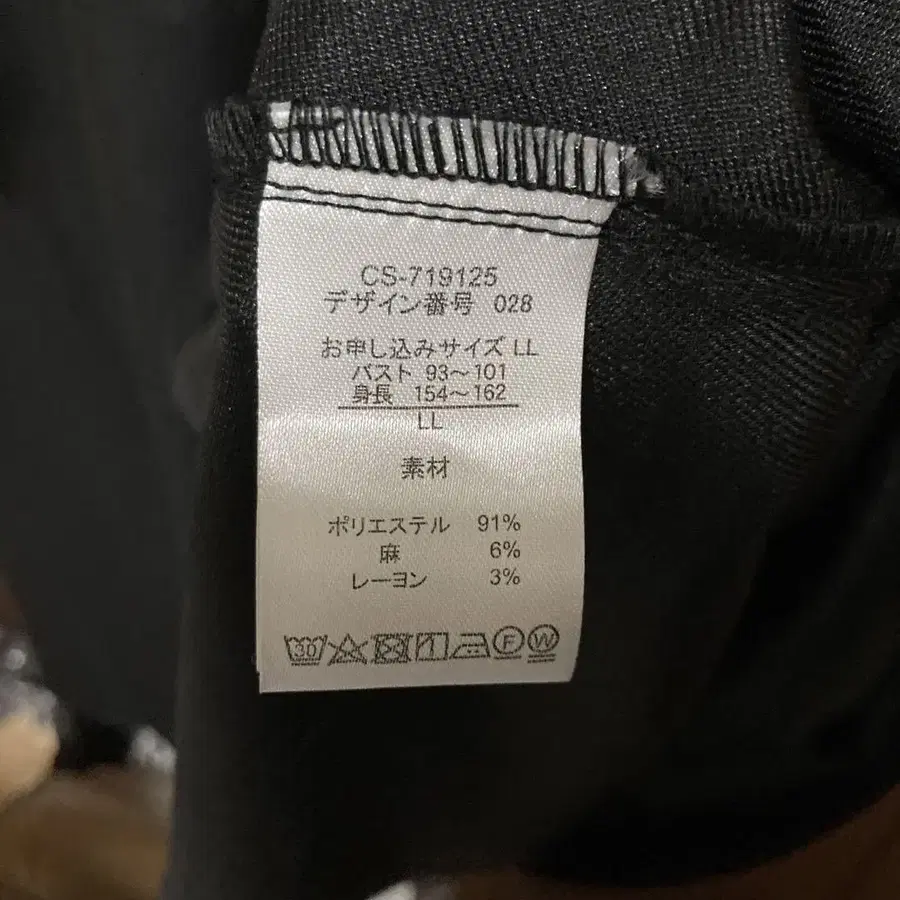 CS-719125
デザイン番号 028
お申し込みサイズ LL
バスト 93～101
身長 154～162
LL
素材
ポリエステル 91%
麻 6%
レーヨン 3%
30 F W